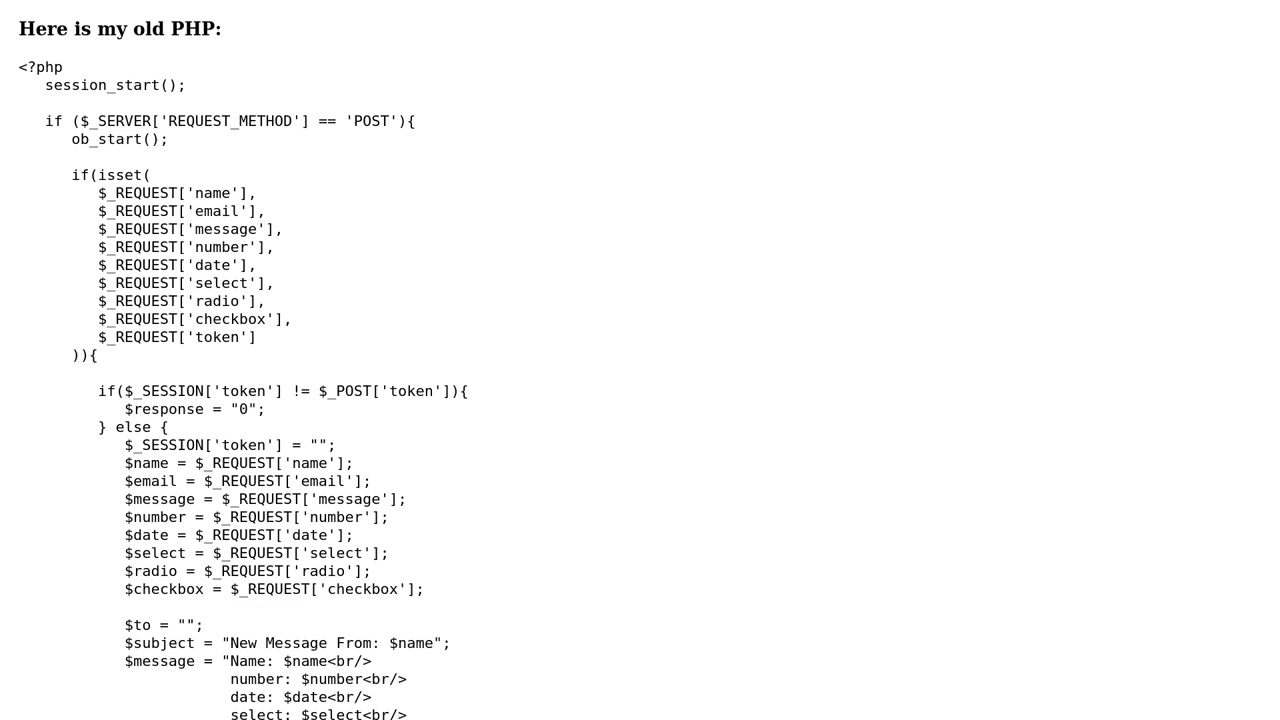 Here is my old PHP:
<?php
   session_start();

   if ($_SERVER['REQUEST_METHOD'] == 'POST'){
      ob_start();

      if(isset(
         $_REQUEST['name'],
         $_REQUEST['email'],
         $_REQUEST['message'],
         $_REQUEST['number'],
         $_REQUEST['date'],
         $_REQUEST['select'],
         $_REQUEST['radio'],
         $_REQUEST['checkbox'],
         $_REQUEST['token']
      )){

         if($_SESSION['token'] != $_POST['token']){
            $response = "0";
         } else {
            $_SESSION['token'] = "";
            $name = $_REQUEST['name'];
            $email = $_REQUEST['email'];
            $message = $_REQUEST['message'];
            $number = $_REQUEST['number'];
            $date = $_REQUEST['date'];
            $select = $_REQUEST['select'];
            $radio = $_REQUEST['radio'];
            $checkbox = $_REQUEST['checkbox'];

            $to = "";
            $subject = "New Message From: $name";
            $message = "Name: $name<br/>
                        number: $number<br/>
                        date: $date<br/>
                        select: $select<br/>